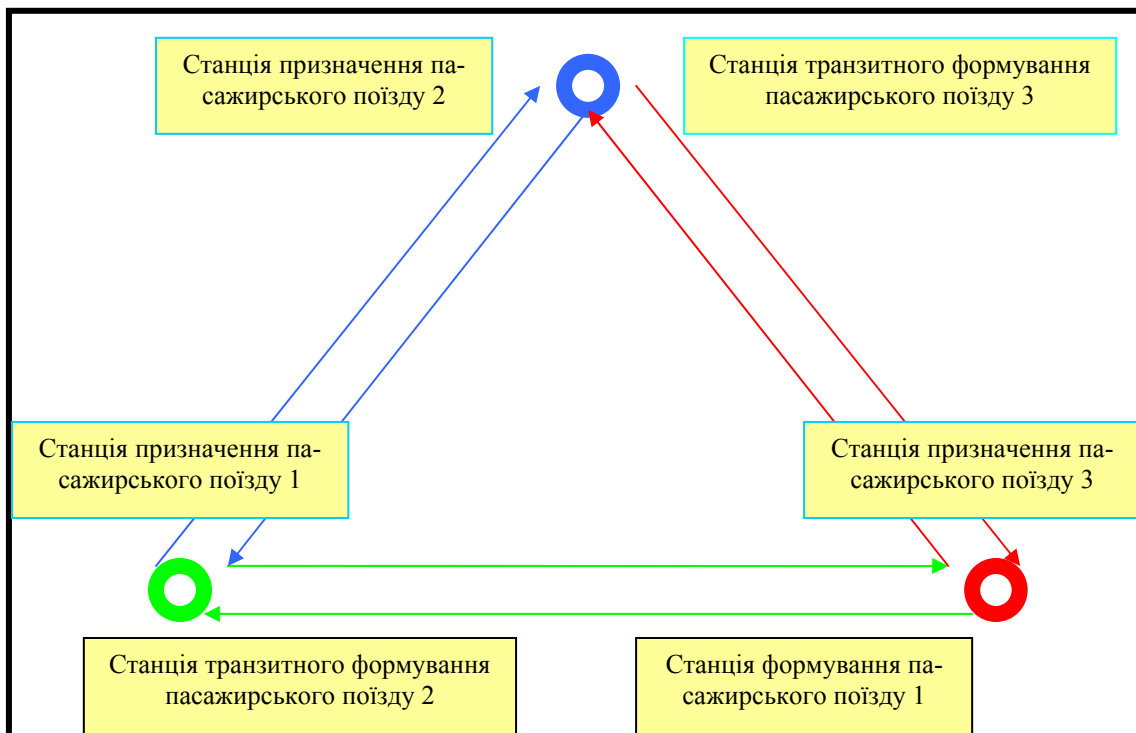 Станція призначення па-
сажирського поїзду 2
Станція транзитного формування
пасажирського поїзду 3
Станція призначення па-
сажирського поїзду 1
Станція призначення па-
сажирського поїзду 3
Станція транзитного формування
пасажирського поїзду 2
Станція формування па-
сажирського поїзду 1